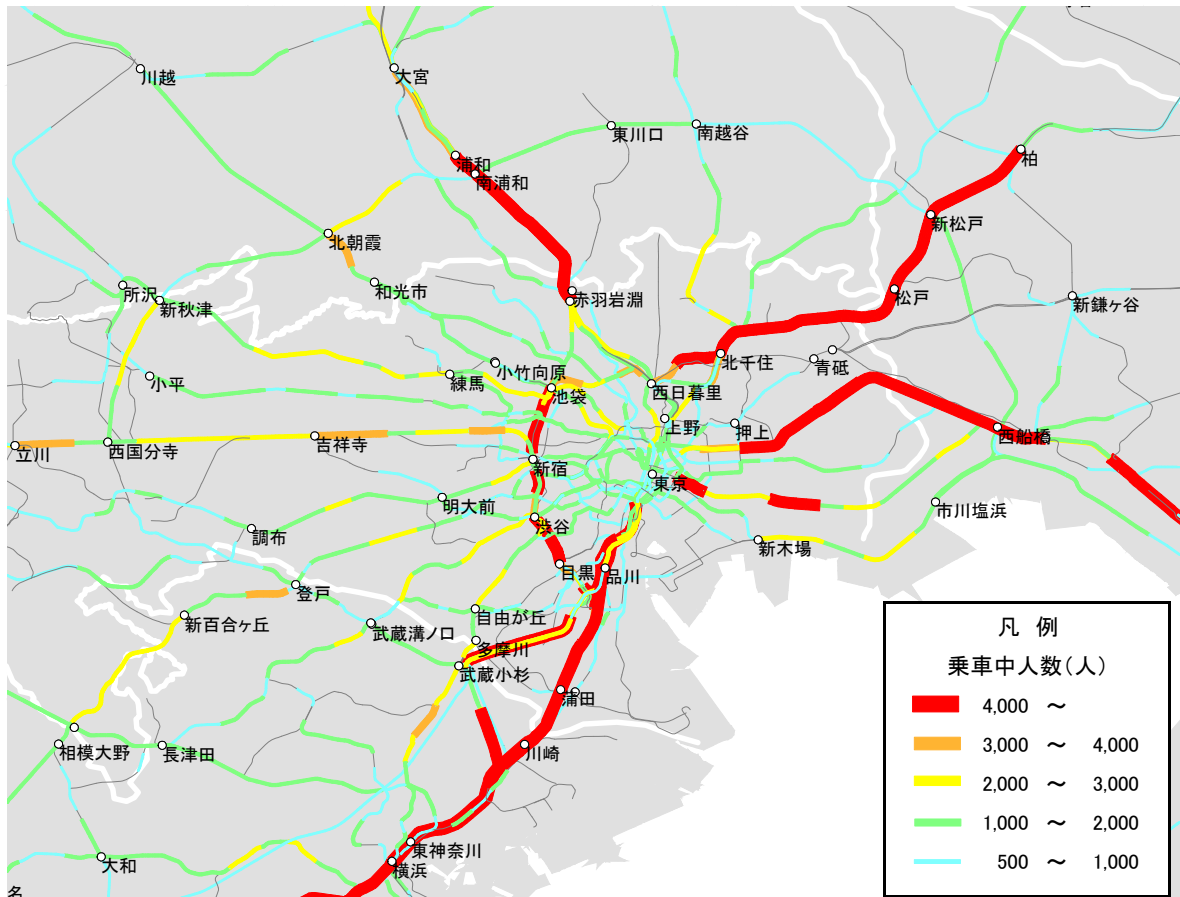 川越
大宮
東川口
南越谷
柏
浦和
南浦和
新松戸
北朝霞
和光市
所沢
新秋津
赤羽岩淵
松戸
新鎌ヶ谷
小平
練馬
小竹向原
池袋
西日暮里
北千住
青砥
上野
押上
西船橋
立川
西国分寺
吉祥寺
新宿
東京
明大前
市川塩浜
調布
渋谷
新木場
目黒
品川
登戸
新百合ヶ丘
武蔵溝ノ口
自由が丘
多摩川
武蔵小杉
蒲田
相模大野
長津田
川崎
大和
東神奈川
横浜
名
凡 例
乗車中人数(人)
4,000 ～
3,000 ～ 4,000
2,000 ～ 3,000
1,000 ～ 2,000
500 ～ 1,000